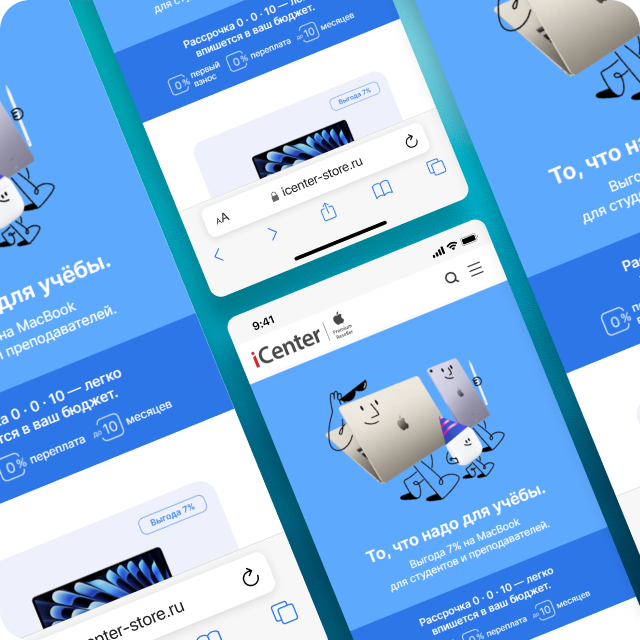 для студ
Рассрочка 0 · 0 · 10 — легко
впишется в ваш бюджет.
0% первый
взнос
0% переплата
до 10 месяцев
Выгода 7%
AA
icenter-store.ru
9:41
iCenter
Premium
Reseller
То, что надо для учёбы.
Выгода 7% на MacBook
для студентов и преподавателей.
Рассрочка 0 · 0 · 10 — легко
впишется в ваш бюджет.
0% переплата
до 10 месяцев
для учёбы.
на MacBook
преподавателей.
0 · 0 · 10 — легко
в ваш бюджет.
0% переплата
до 10 месяцев
Выгода 7%
center-store.ru
То, что надо
для студ
0%